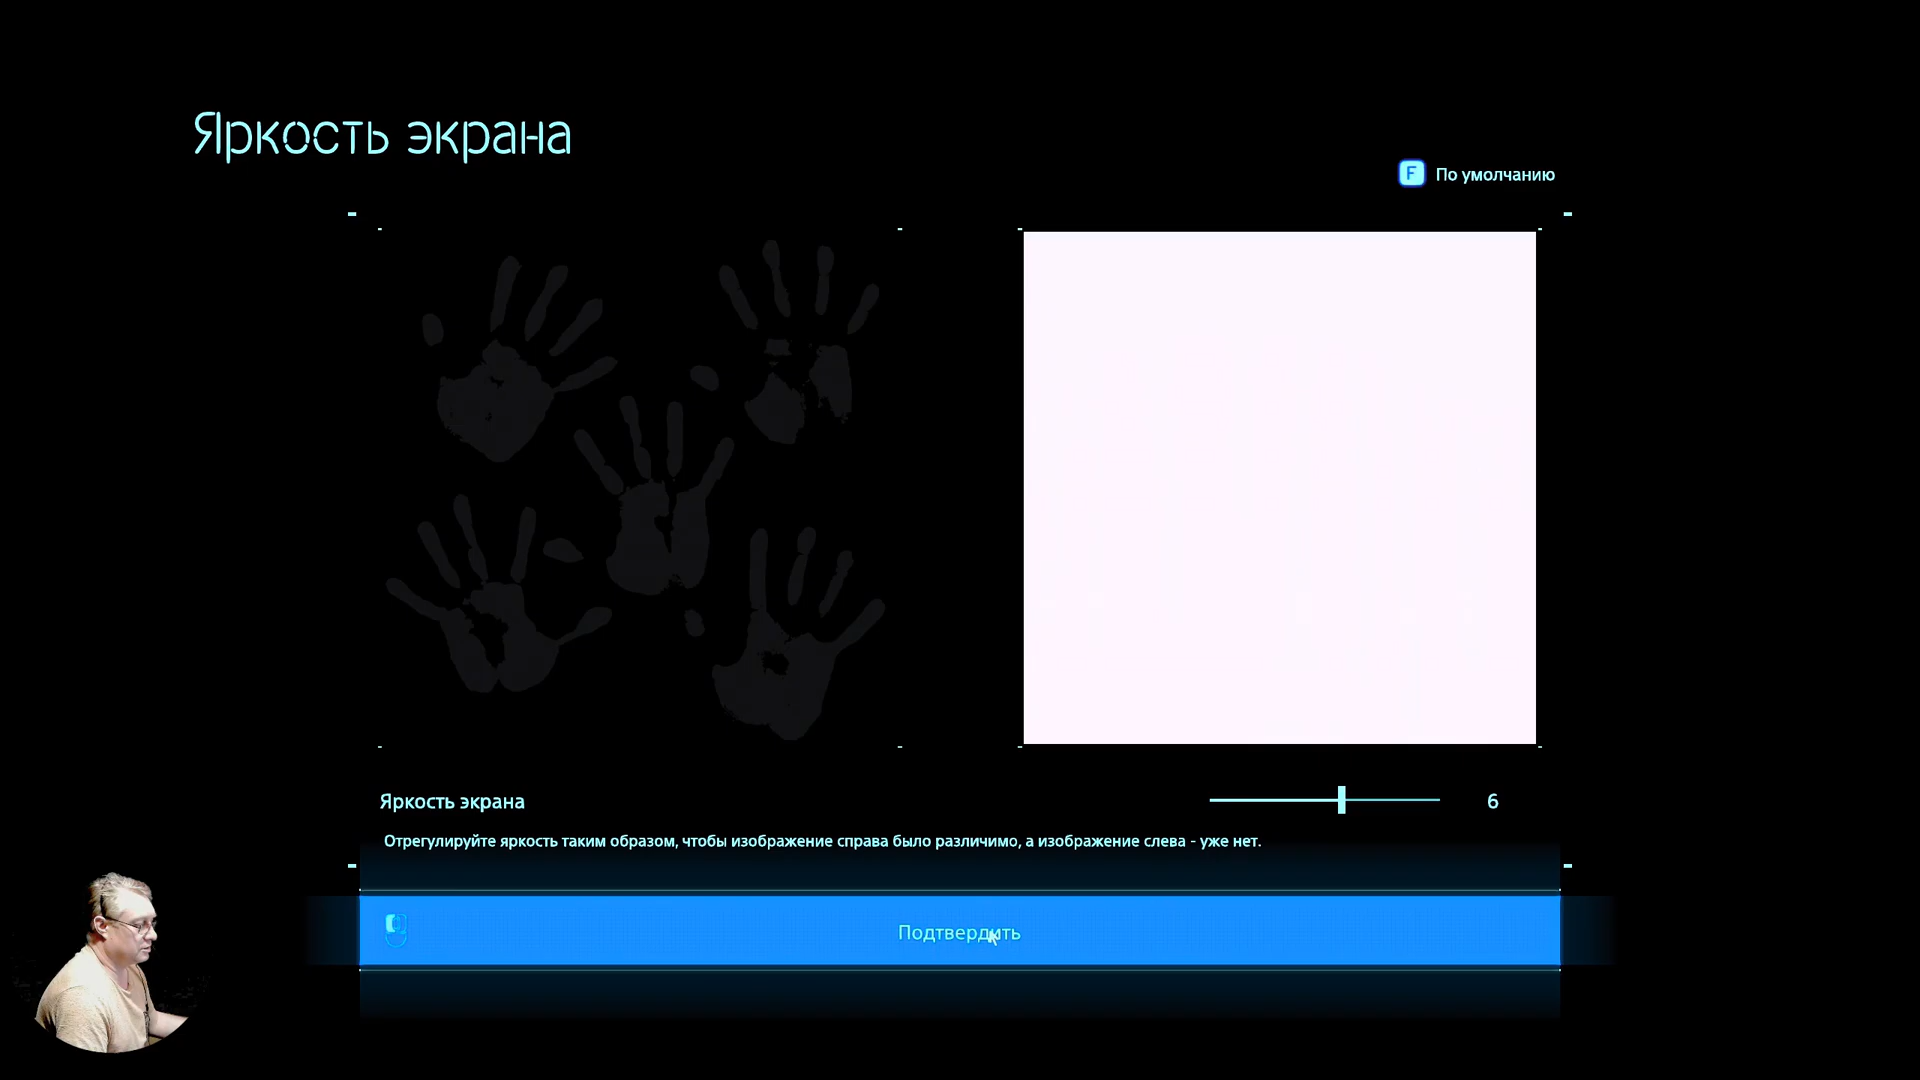 Яркость экрана
F По умолчанию
Яркость экрана 6
Отрегулируйте яркость таким образом, чтобы изображение справа было различимо, а изображение слева - уже нет.
Подтвердить